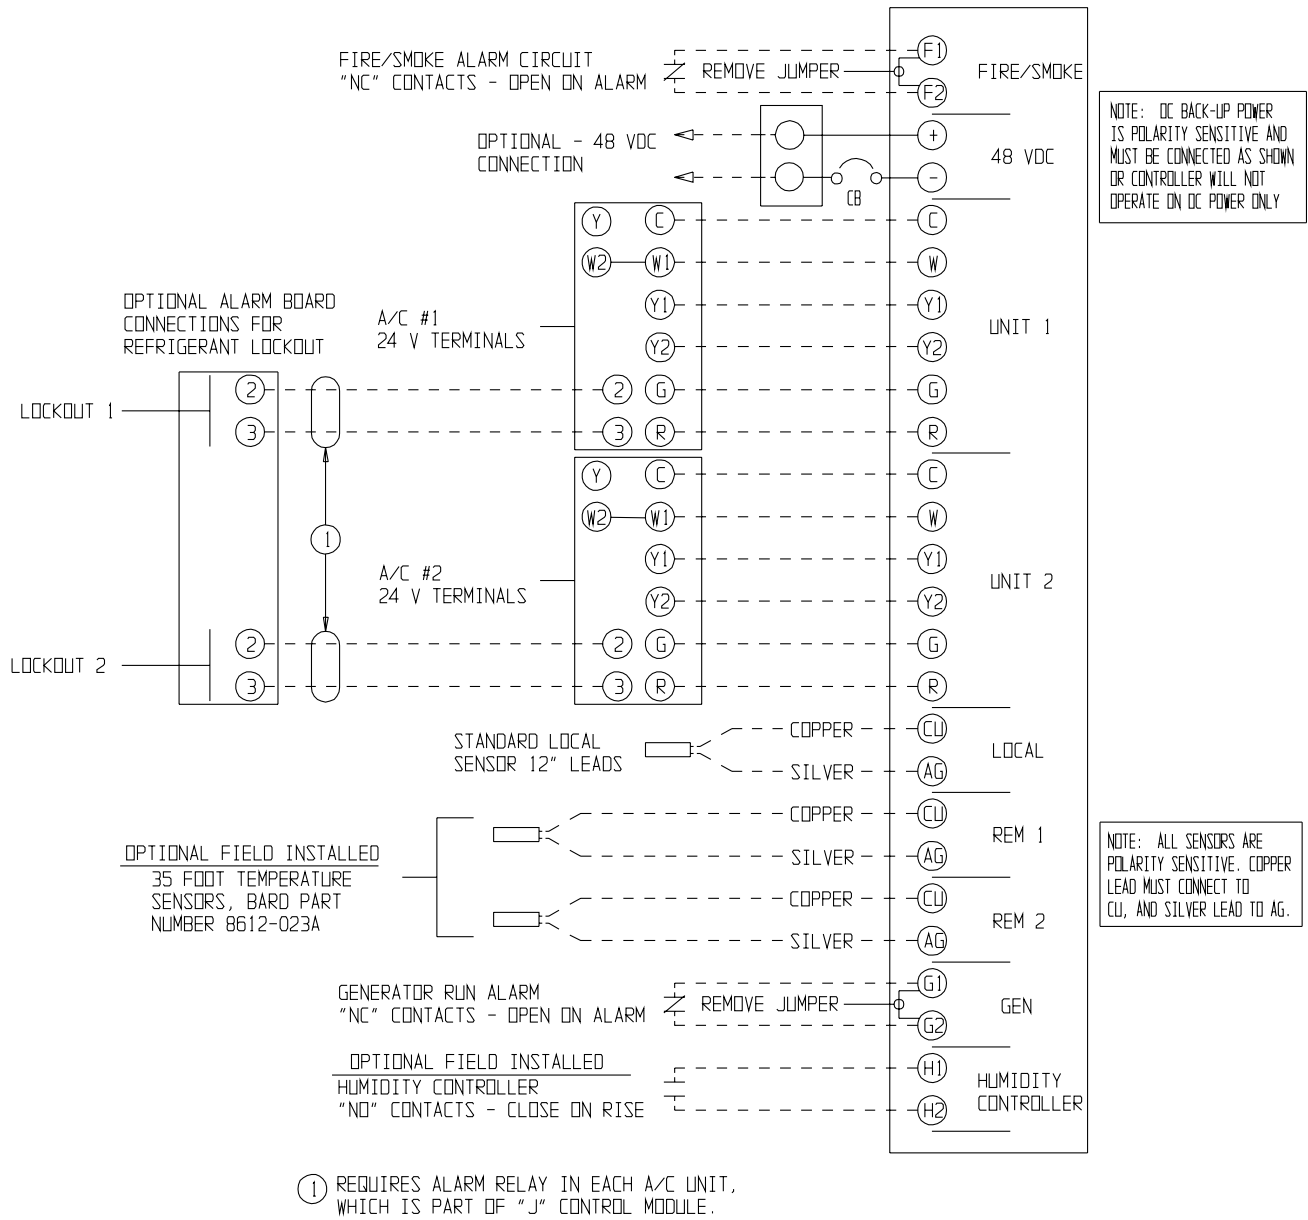 FIRE/SMOKE ALARM CIRCUIT
"NC" CONTACTS - OPEN ON ALARM
REMOVE JUMPER
F1
F2
FIRE/SMOKE
OPTIONAL - 48 VDC
CONNECTION
CB
+
-
48 VDC
NOTE: DC BACK-UP POWER
IS POLARITY SENSITIVE AND
MUST BE CONNECTED AS SHOWN
OR CONTROLLER WILL NOT
OPERATE ON DC POWER ONLY
OPTIONAL ALARM BOARD
CONNECTIONS FOR
REFRIGERANT LOCKOUT
LOCKOUT 1
2
3
1
LOCKOUT 2
2
3
A/C #1
24 V TERMINALS
Y C
W2 W1
Y1
Y2
2 G
3 R
C
W
Y1
Y2
G
R
UNIT 1
A/C #2
24 V TERMINALS
Y C
W2 W1
Y1
Y2
2 G
3 R
C
W
Y1
Y2
G
R
UNIT 2
STANDARD LOCAL
SENSOR 12" LEADS
COPPER CU
SILVER AG
LOCAL
OPTIONAL FIELD INSTALLED
35 FOOT TEMPERATURE
SENSORS, BARD PART
NUMBER 8612-023A
COPPER CU
SILVER AG
REM 1
COPPER CU
SILVER AG
REM 2
NOTE: ALL SENSORS ARE
POLARITY SENSITIVE. COPPER
LEAD MUST CONNECT TO
CU, AND SILVER LEAD TO AG.
GENERATOR RUN ALARM
"NC" CONTACTS - OPEN ON ALARM
REMOVE JUMPER
G1
G2
GEN
OPTIONAL FIELD INSTALLED
HUMIDITY CONTROLLER
"NO" CONTACTS - CLOSE ON RISE
H1
H2
HUMIDITY
CONTROLLER
1 REQUIRES ALARM RELAY IN EACH A/C UNIT,
WHICH IS PART OF "J" CONTROL MODULE.